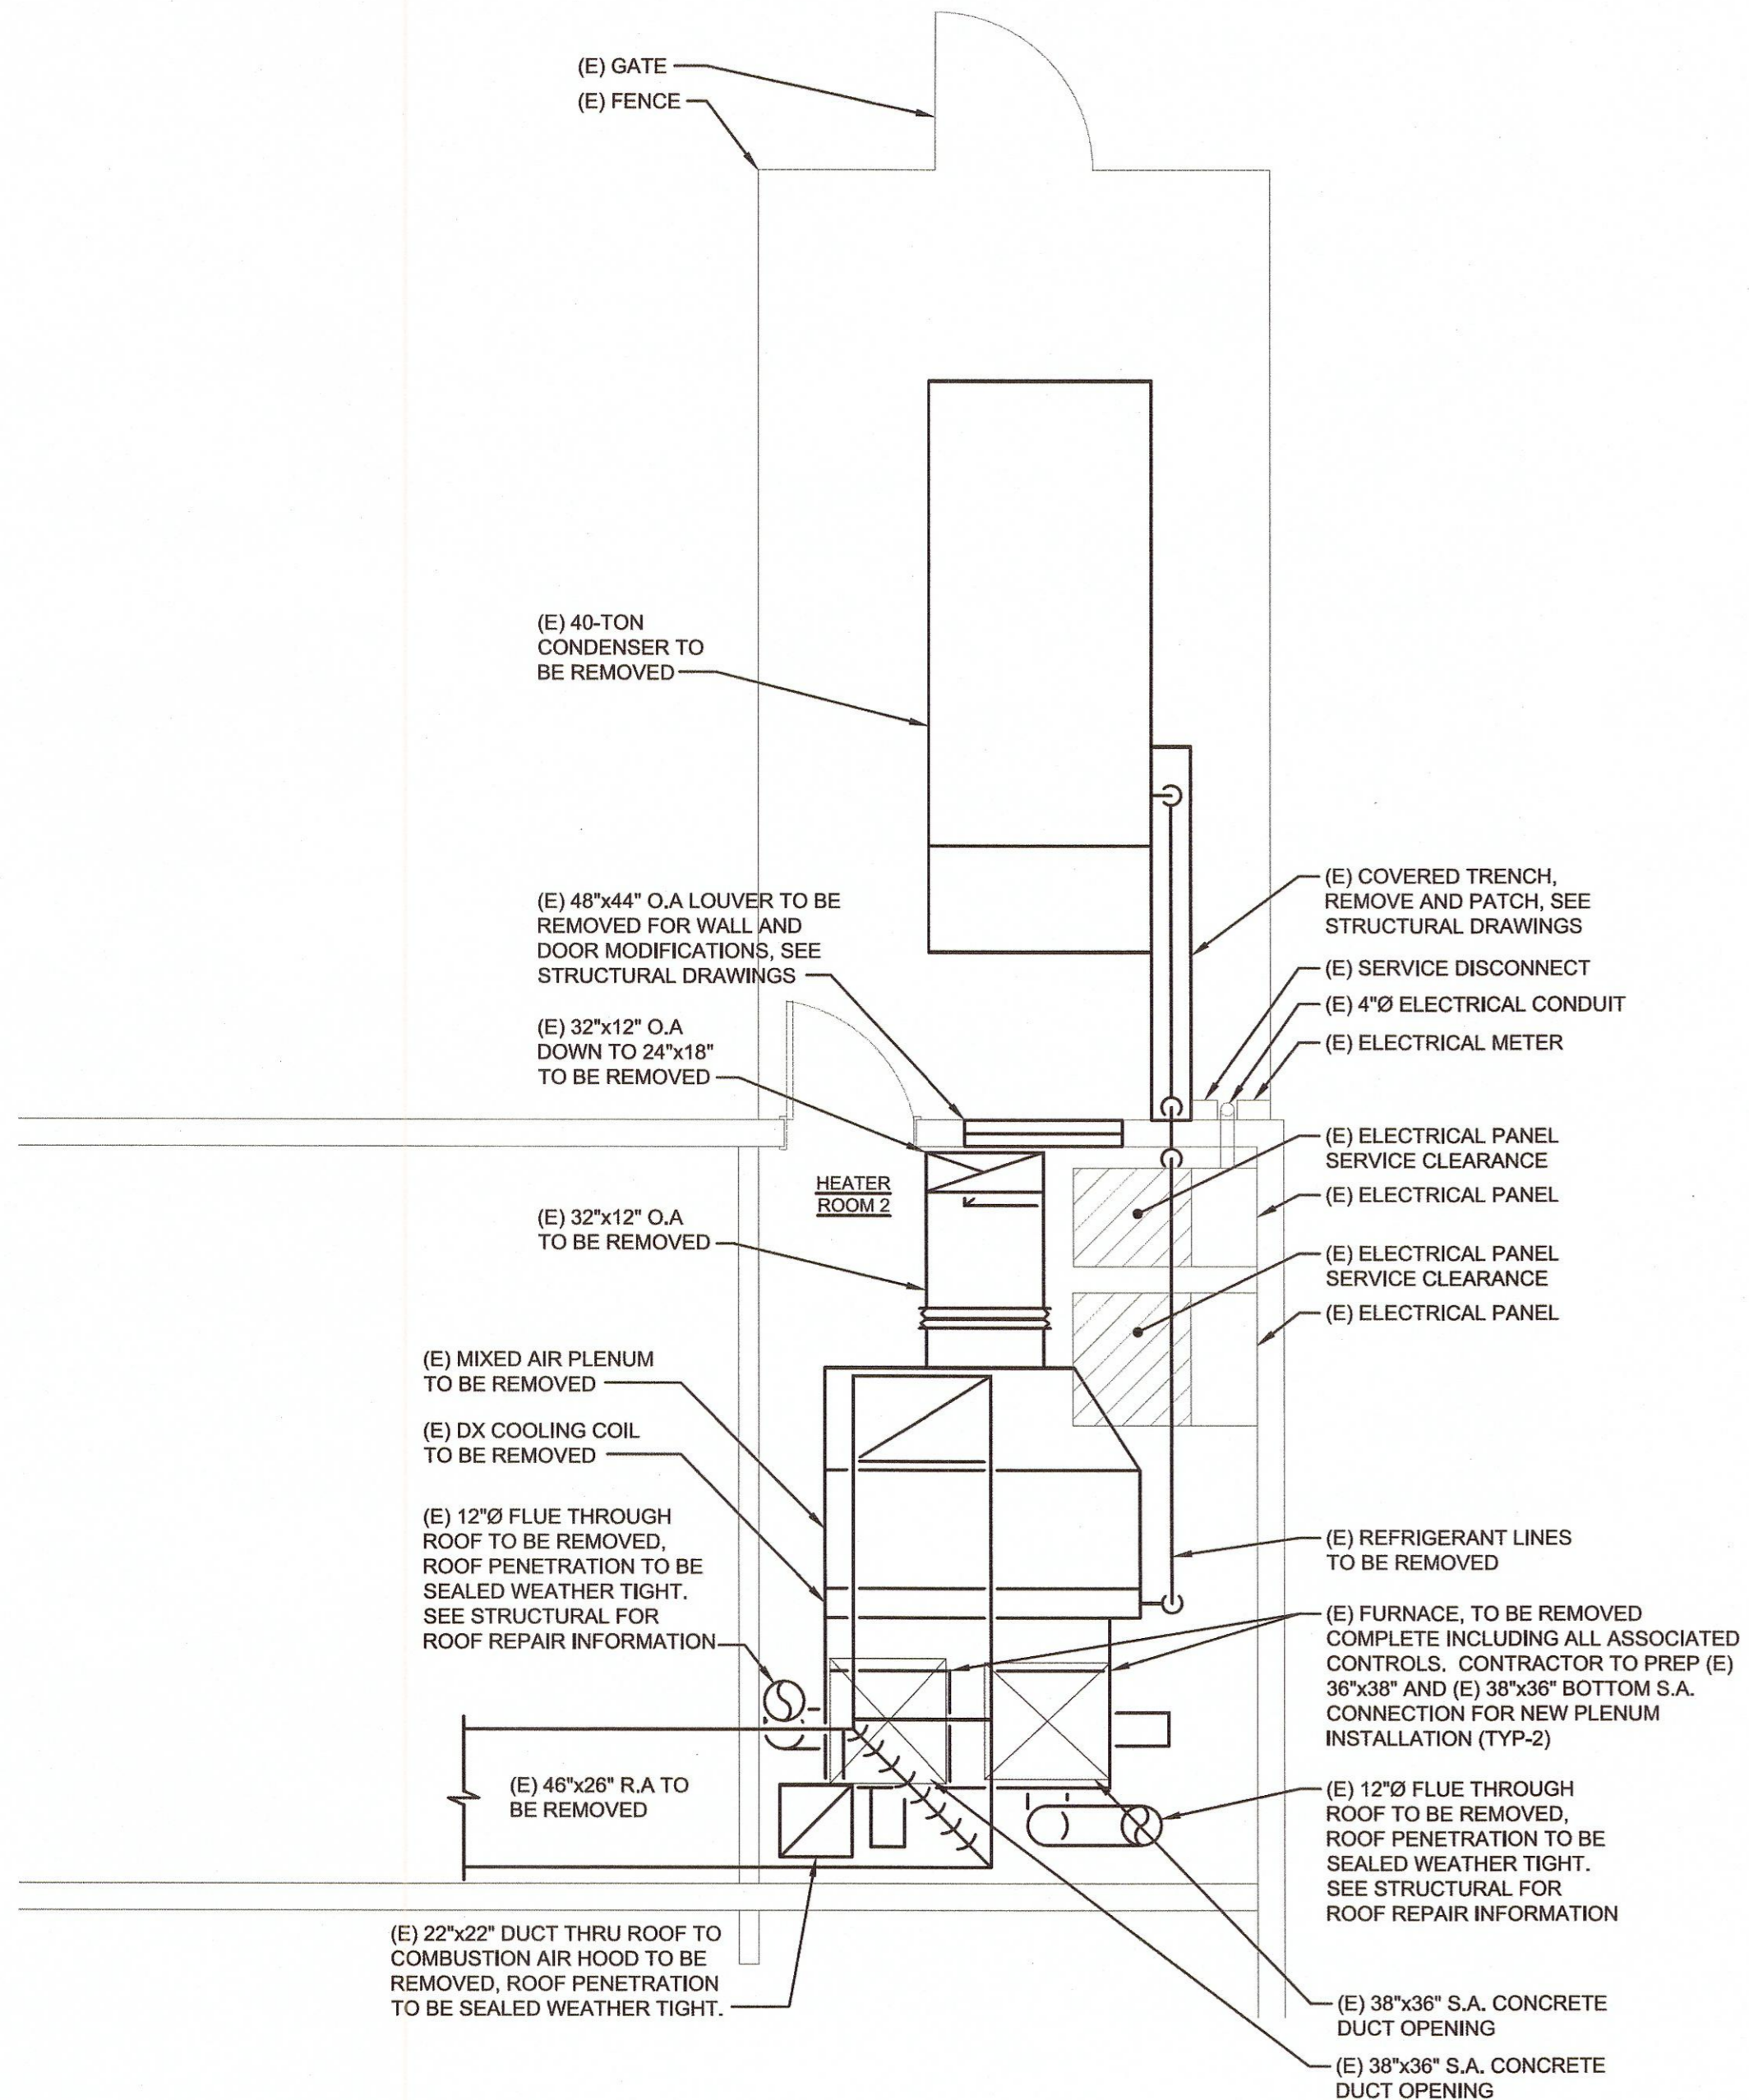 (E) GATE
(E) FENCE
(E) 40-TON
CONDENSER TO
BE REMOVED
(E) 48"x44" O.A LOUVER TO BE
REMOVED FOR WALL AND
DOOR MODIFICATIONS, SEE
STRUCTURAL DRAWINGS
(E) 32"x12" O.A
DOWN TO 24"x18"
TO BE REMOVED
HEATER
ROOM 2
(E) 32"x12" O.A
TO BE REMOVED
(E) MIXED AIR PLENUM
TO BE REMOVED
(E) DX COOLING COIL
TO BE REMOVED
(E) 12"Ø FLUE THROUGH
ROOF TO BE REMOVED,
ROOF PENETRATION TO BE
SEALED WEATHER TIGHT.
SEE STRUCTURAL FOR
ROOF REPAIR INFORMATION
(E) 46"x26" R.A TO
BE REMOVED
(E) 22"x22" DUCT THRU ROOF TO
COMBUSTION AIR HOOD TO BE
REMOVED, ROOF PENETRATION
TO BE SEALED WEATHER TIGHT.
(E) COVERED TRENCH,
REMOVE AND PATCH, SEE
STRUCTURAL DRAWINGS
(E) SERVICE DISCONNECT
(E) 4"Ø ELECTRICAL CONDUIT
(E) ELECTRICAL METER
(E) ELECTRICAL PANEL
SERVICE CLEARANCE
(E) ELECTRICAL PANEL
(E) ELECTRICAL PANEL
SERVICE CLEARANCE
(E) ELECTRICAL PANEL
(E) REFRIGERANT LINES
TO BE REMOVED
(E) FURNACE, TO BE REMOVED
COMPLETE INCLUDING ALL ASSOCIATED
CONTROLS. CONTRACTOR TO PREP (E)
36"x38" AND (E) 38"x36" BOTTOM S.A.
CONNECTION FOR NEW PLENUM
INSTALLATION (TYP-2)
(E) 12"Ø FLUE THROUGH
ROOF TO BE REMOVED,
ROOF PENETRATION TO BE
SEALED WEATHER TIGHT.
SEE STRUCTURAL FOR
ROOF REPAIR INFORMATION
(E) 38"x36" S.A. CONCRETE
DUCT OPENING
(E) 38"x36" S.A. CONCRETE
DUCT OPENING